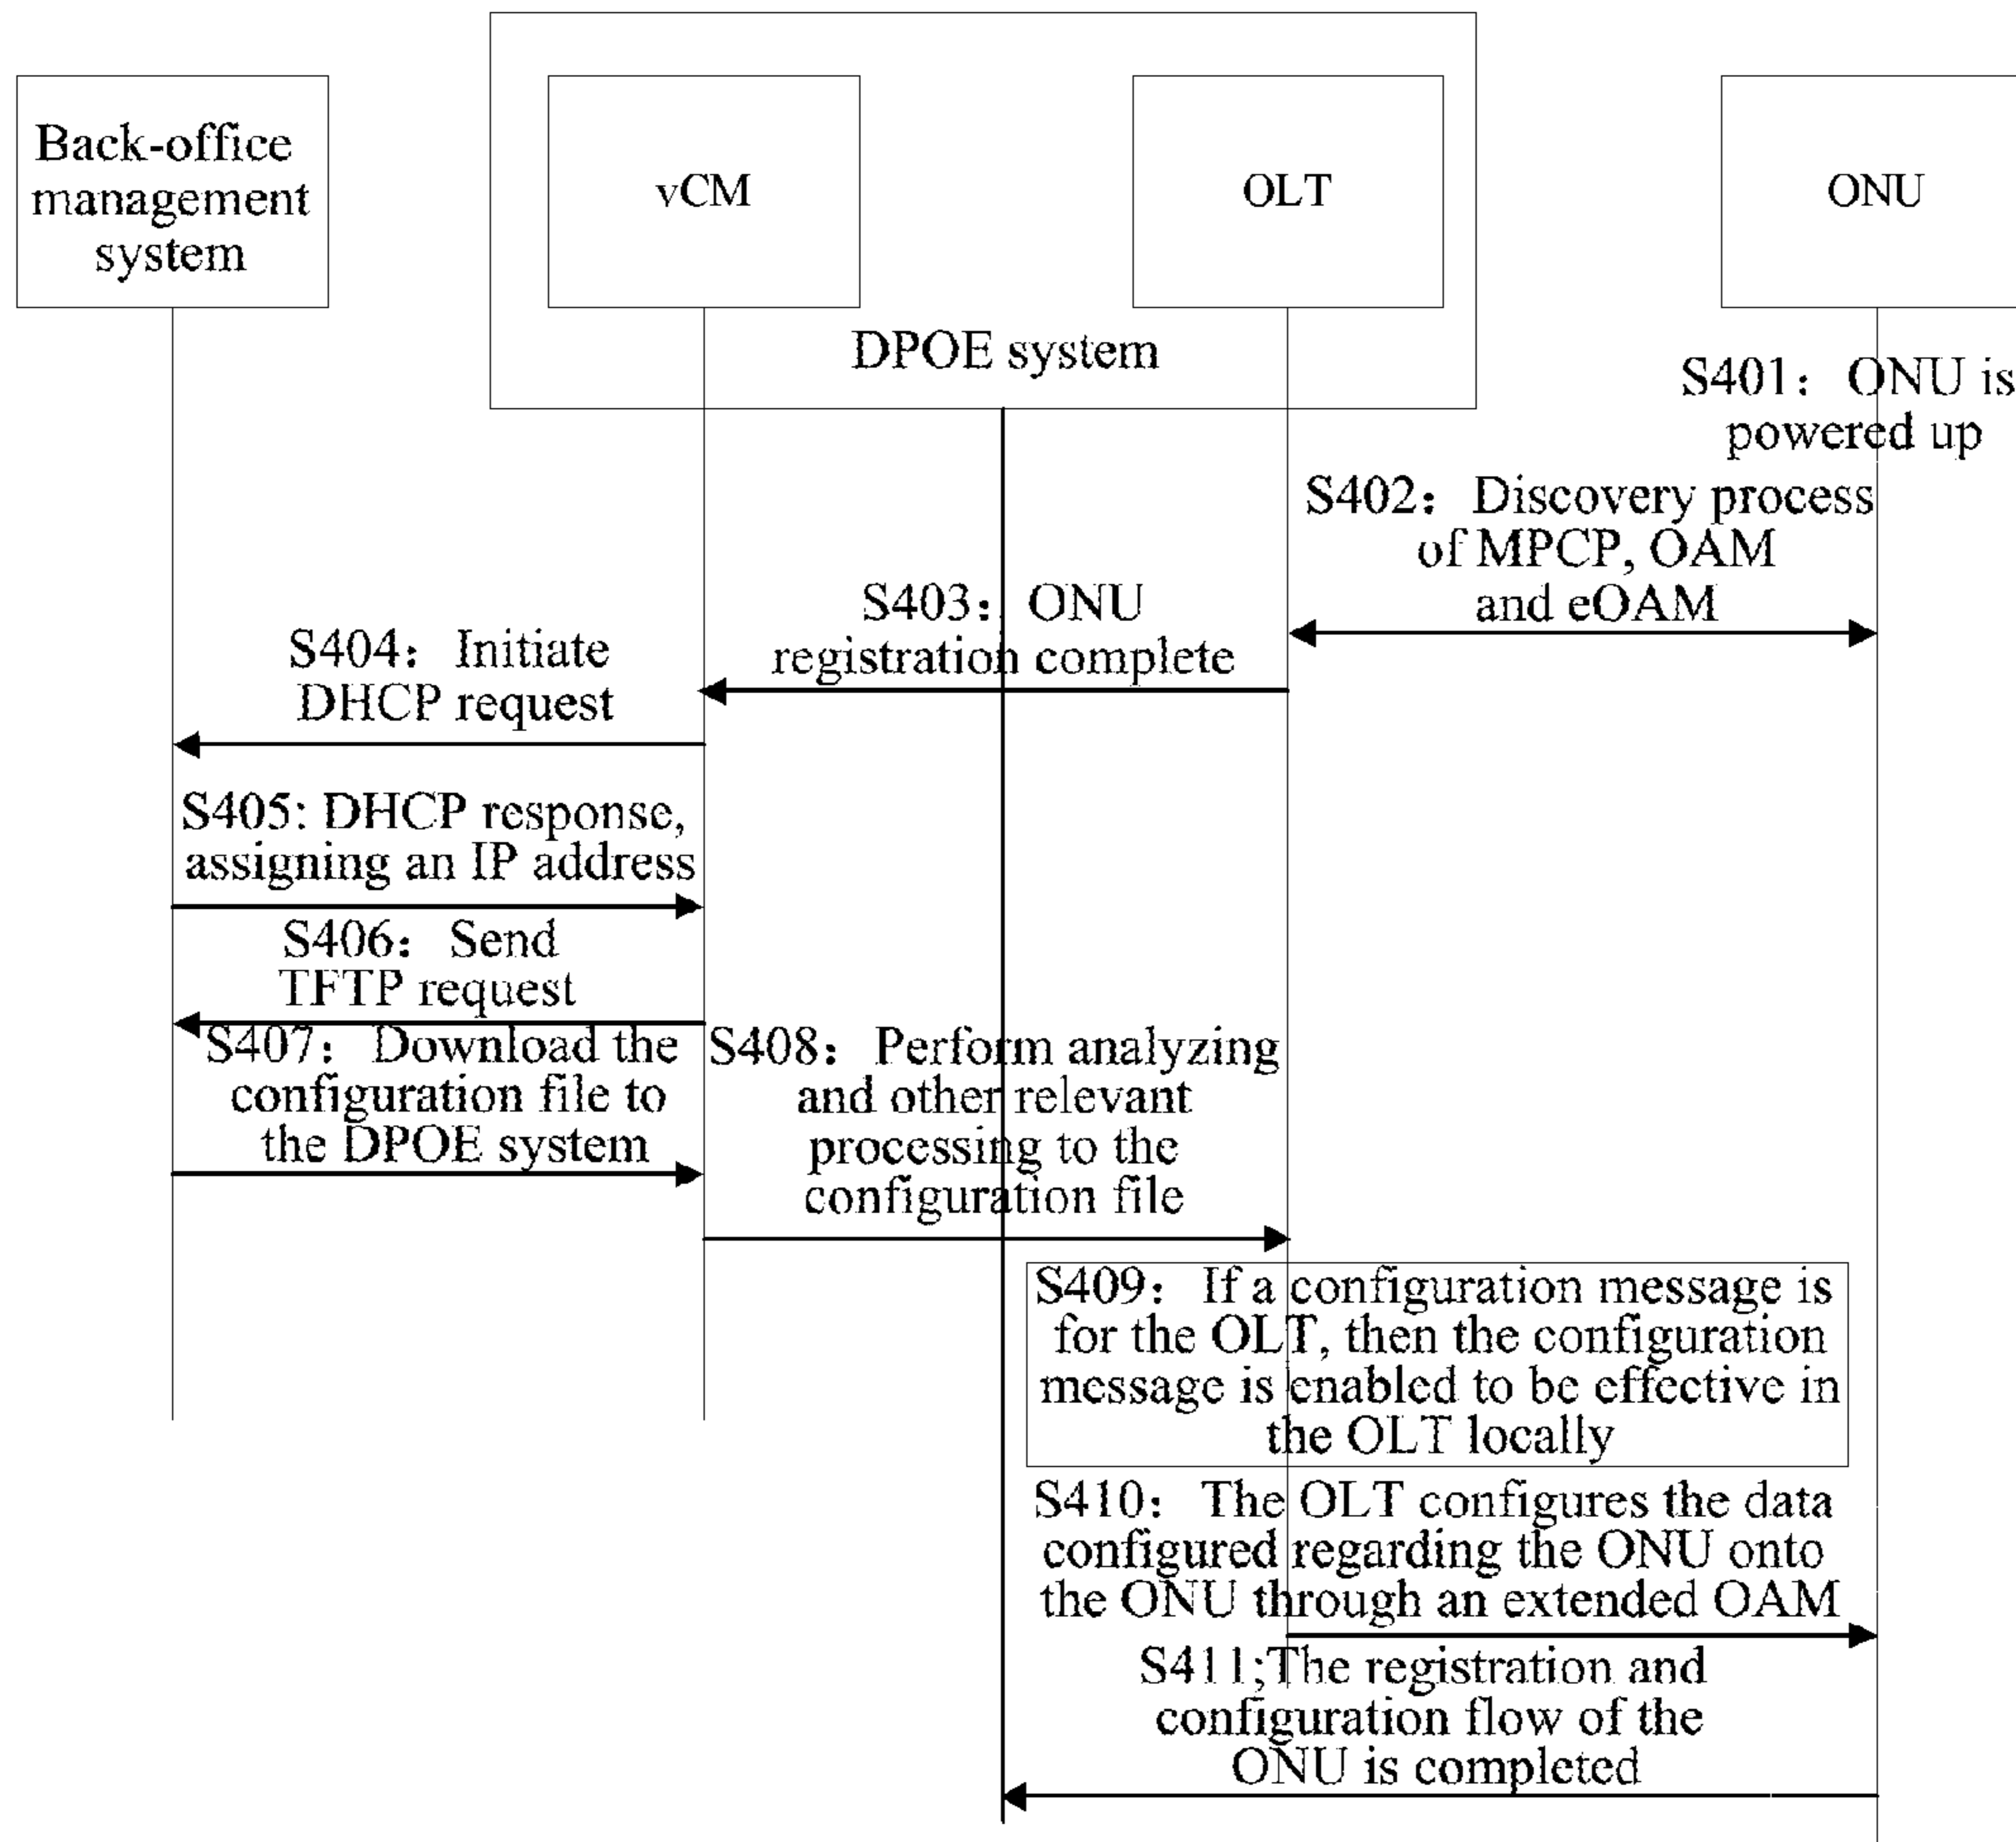 Back-office
management
system
vCM
OLT
ONU
DPOE system
S401： ONU is
powered up
S402： Discovery process
of MPCP, OAM
and eOAM
S403： ONU
registration complete
S404： Initiate
DHCP request
S405: DHCP response,
assigning an IP address
S406： Send
TFTP request
S407： Download the
configuration file to
the DPOE system
S408： Perform analyzing
and other relevant
processing to the
configuration file
S409： If a configuration message is
for the OLT, then the configuration
message is enabled to be effective in
the OLT locally
S410： The OLT configures the data
configured regarding the ONU onto
the ONU through an extended OAM
S411;The registration and
configuration flow of the
ONU is completed